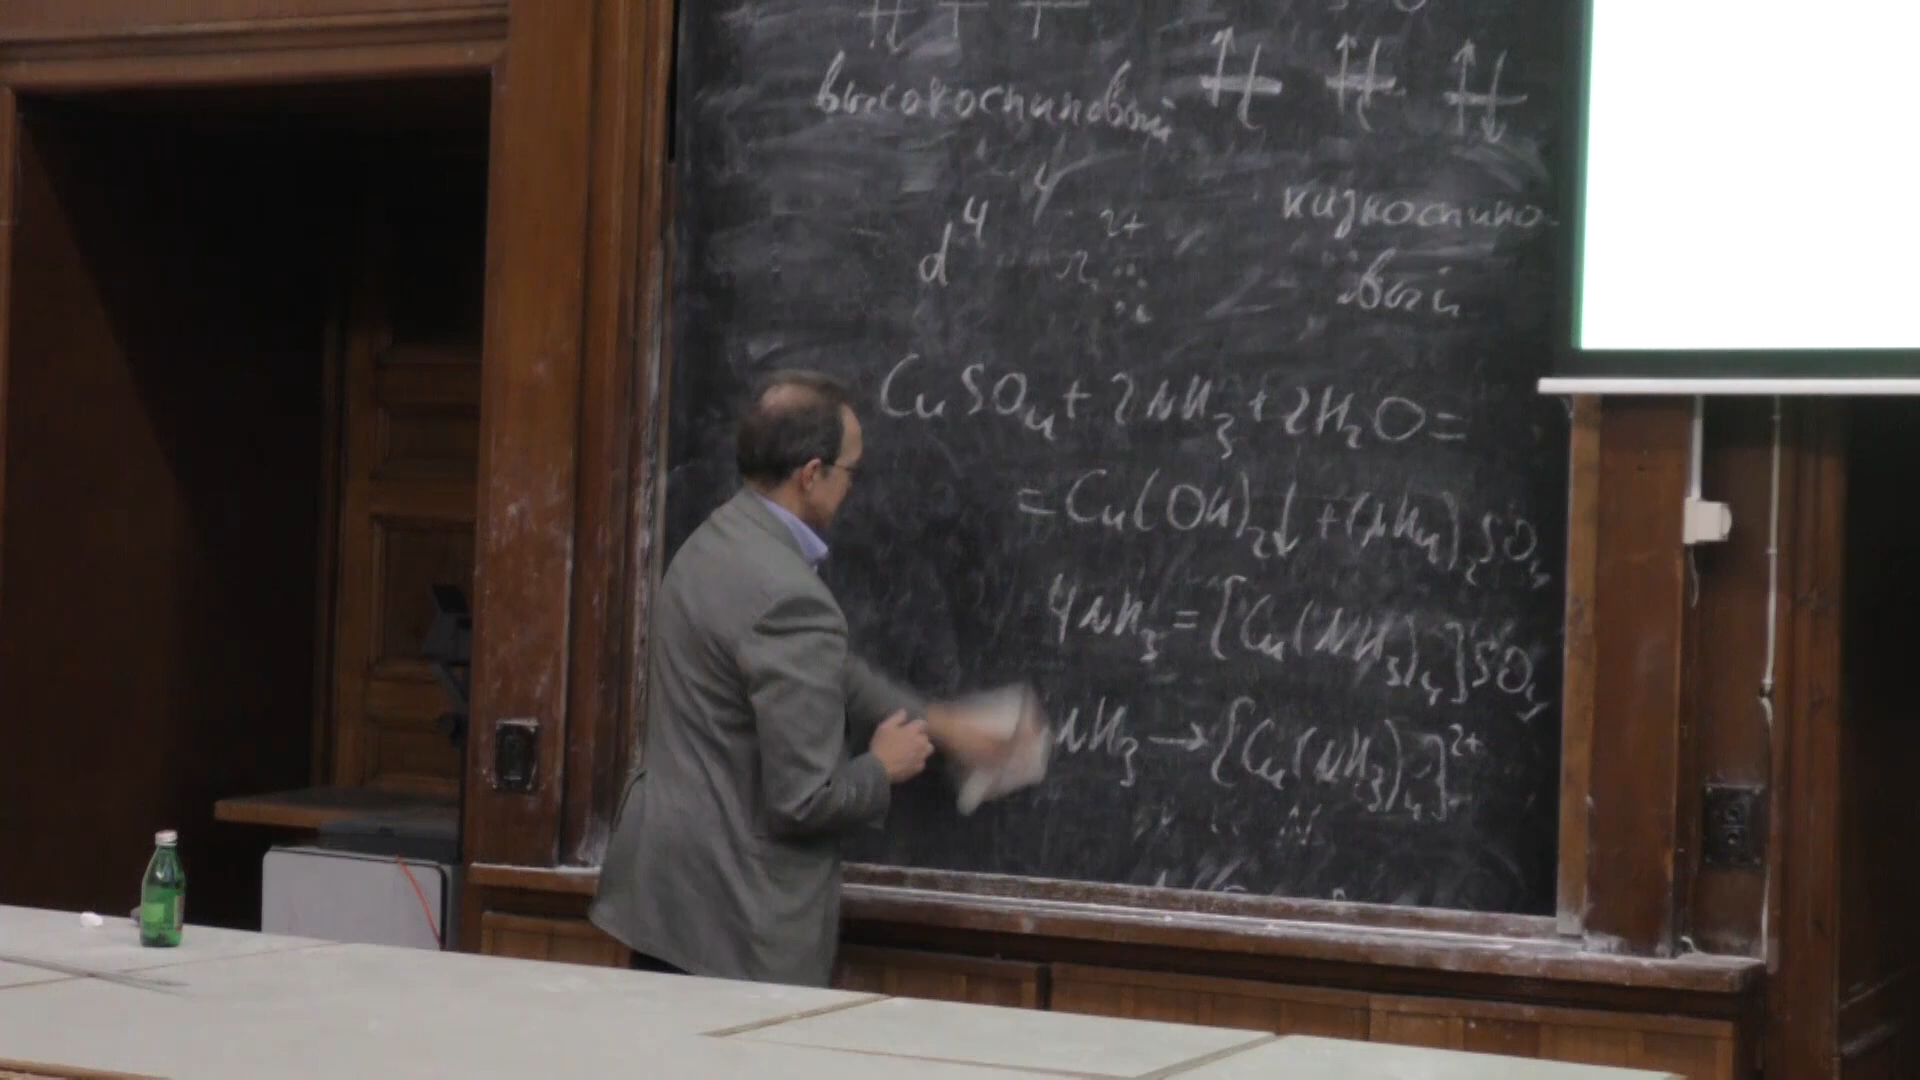 высокоспиновый
низкоспино-
вый
d⁴
2+
CuSO₄ + 2NH₃ + 2H₂O =
= Cu(OH)₂↓ + (NH₄)₂SO₄
4NH₃ = [Cu(NH₃)₄]SO₄
NH₃ → [Cu(NH₃)₄]²⁺